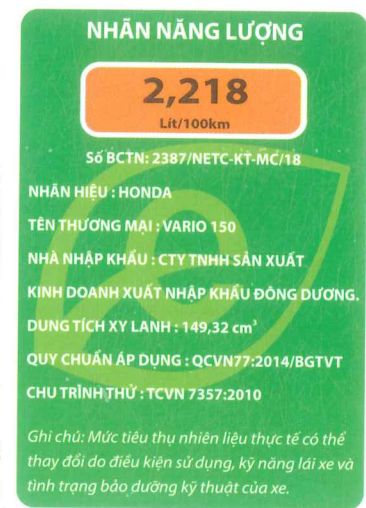 NHÃN NĂNG LƯỢNG
2,218
Lít/100km
Số BCTN: 2387/NETC-KT-MC/18
NHÃN HIỆU : HONDA
TÊN THƯƠNG MẠI : VARIO 150
NHÀ NHẬP KHẨU : CTY TNHH SẢN XUẤT
KINH DOANH XUẤT NHẬP KHẨU ĐÔNG DƯƠNG.
DUNG TÍCH XY LANH : 149,32 cm³
QUY CHUẨN ÁP DỤNG : QCVN77:2014/BGTVT
CHU TRÌNH THỬ : TCVN 7357:2010
Ghi chú: Mức tiêu thụ nhiên liệu thực tế có thể
thay đổi do điều kiện sử dụng, kỹ năng lái xe và
tình trạng bảo dưỡng kỹ thuật của xe.